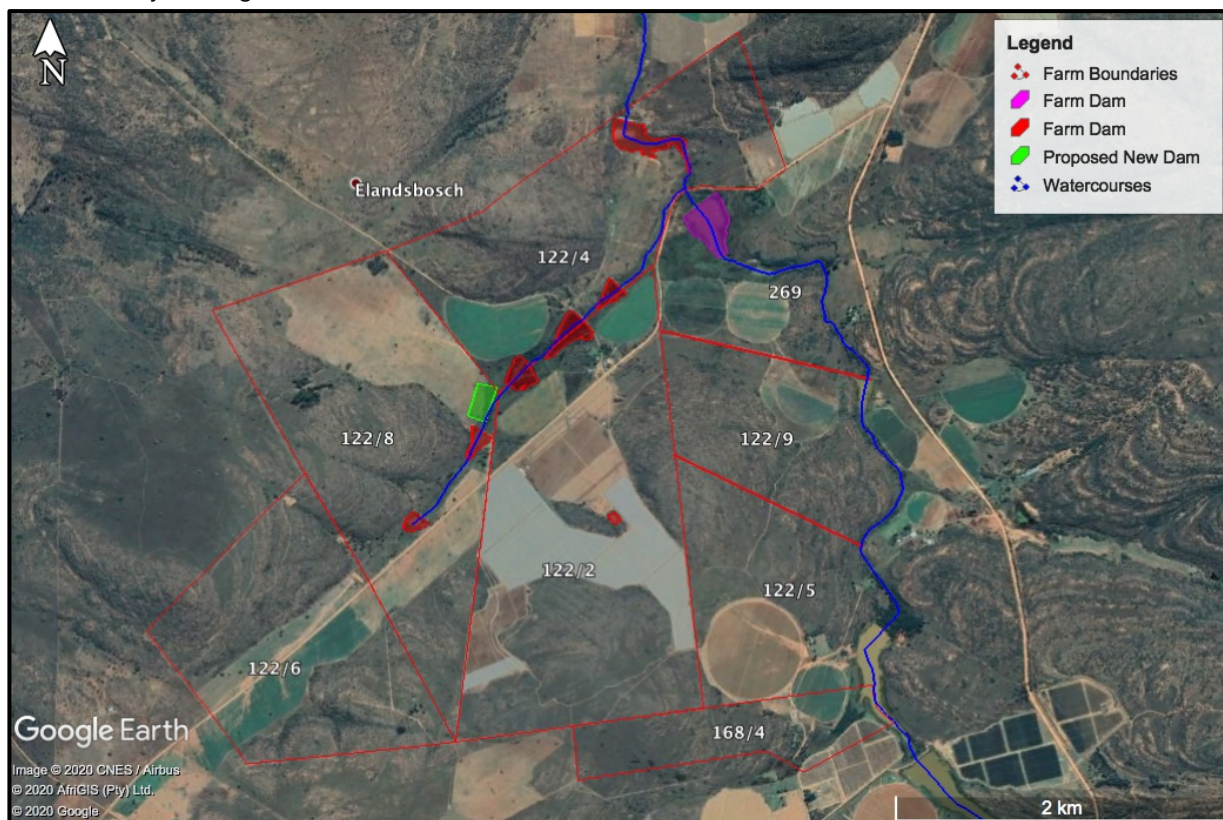 N
Legend
Farm Boundaries
Farm Dam
Farm Dam
Proposed New Dam
Watercourses
Elandsbosch
122/4
269
122/8
122/9
122/2
122/5
122/6
168/4
Google Earth
Image © 2020 CNES / Airbus
© 2020 AfriGIS (Pty) Ltd.
© 2020 Google
2 km